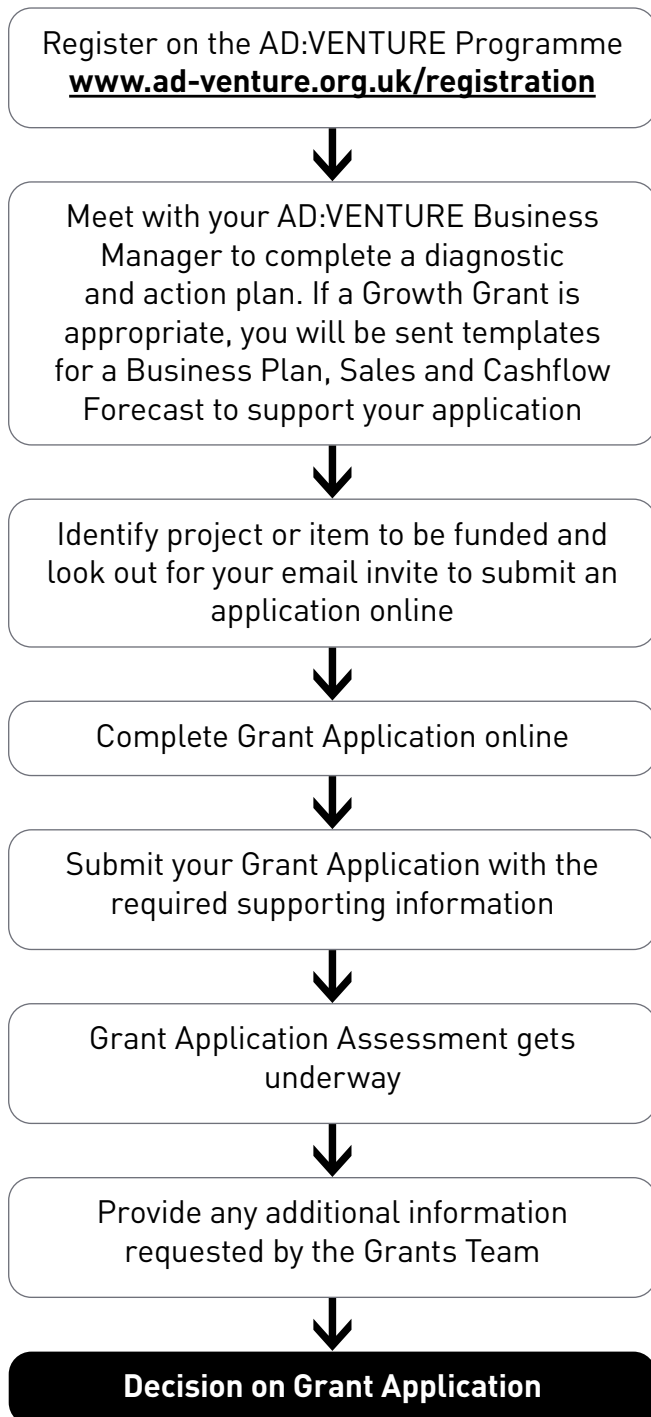 Register on the AD:VENTURE Programme
www.ad-venture.org.uk/registration
Meet with your AD:VENTURE Business
Manager to complete a diagnostic
and action plan. If a Growth Grant is
appropriate, you will be sent templates
for a Business Plan, Sales and Cashflow
Forecast to support your application
Identify project or item to be funded and
look out for your email invite to submit an
application online
Complete Grant Application online
Submit your Grant Application with the
required supporting information
Grant Application Assessment gets
underway
Provide any additional information
requested by the Grants Team
Decision on Grant Application